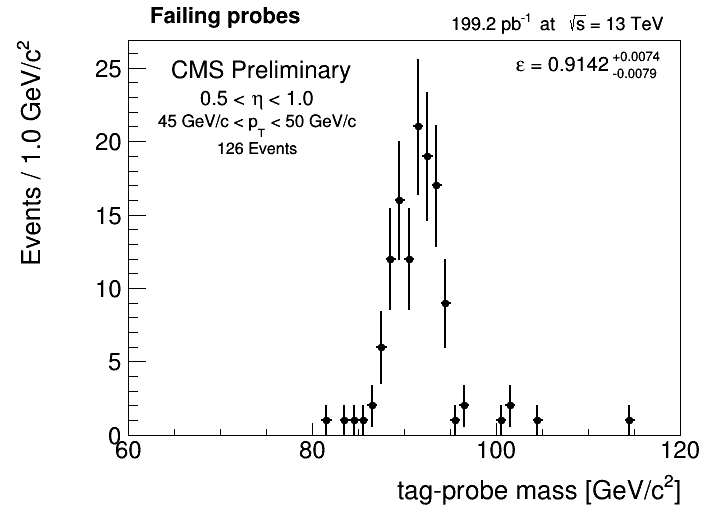 Failing probes
199.2 pb⁻¹ at √s = 13 TeV
CMS Preliminary
0.5 < η < 1.0
45 GeV/c < p_T < 50 GeV/c
126 Events
ε = 0.9142 +0.0074 -0.0079
Events / 1.0 GeV/c²
25
20
15
10
5
0
60 80 100 120
tag-probe mass [GeV/c²]